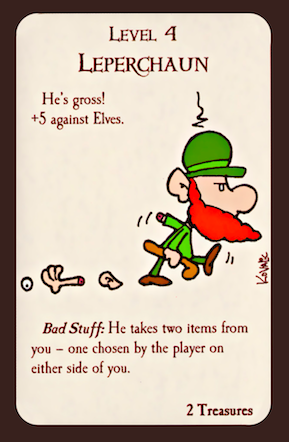 Level 4
Leperchaun
He's gross!
+5 against Elves.
Kovalic
Bad Stuff: He takes two items from
you – one chosen by the player on
either side of you.
2 Treasures